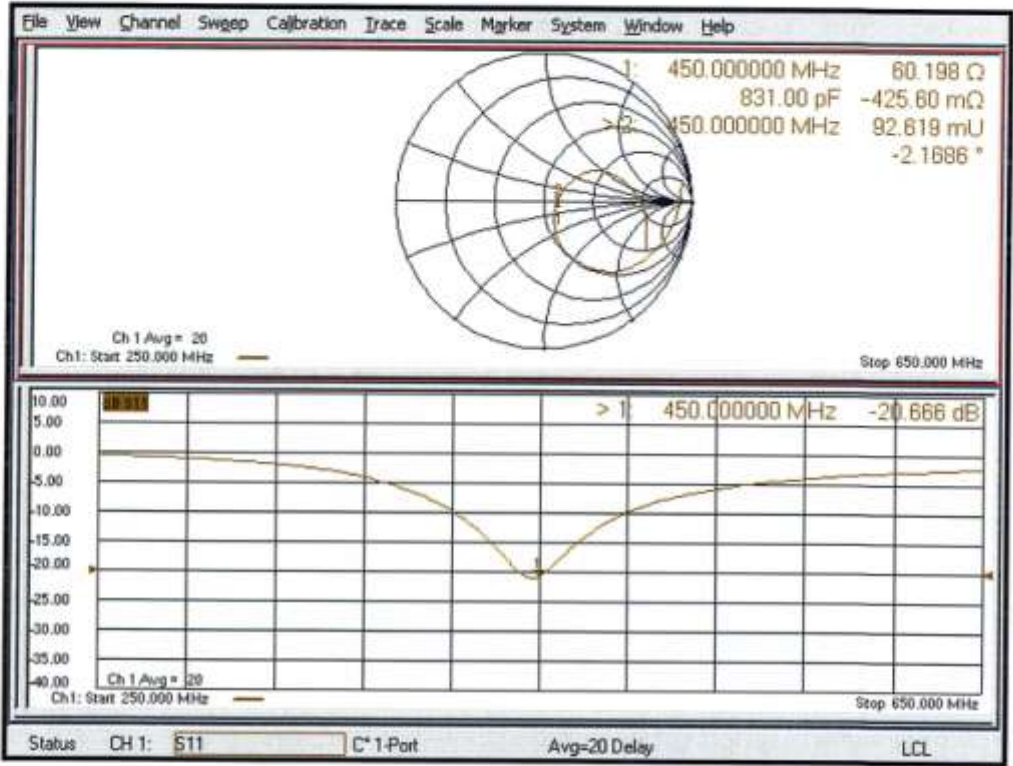 File View Channel Sweep Calibration Trace Scale Marker System Window Help
1: 450.000000 MHz 60.198 Ω
831.00 pF -425.60 mΩ
> 2: 450.000000 MHz 92.619 mU
-2.1686 °
Ch 1 Avg = 20
Ch1: Start 250.000 MHz
Stop 650.000 MHz
10.00
dB S11
> 1: 450.000000 MHz -20.666 dB
5.00
0.00
-5.00
-10.00
-15.00
-20.00
1
-25.00
-30.00
-35.00
-40.00
Ch 1 Avg = 20
Ch1: Start 250.000 MHz
Stop 650.000 MHz
Status CH 1: S11 C* 1-Port Avg=20 Delay LCL